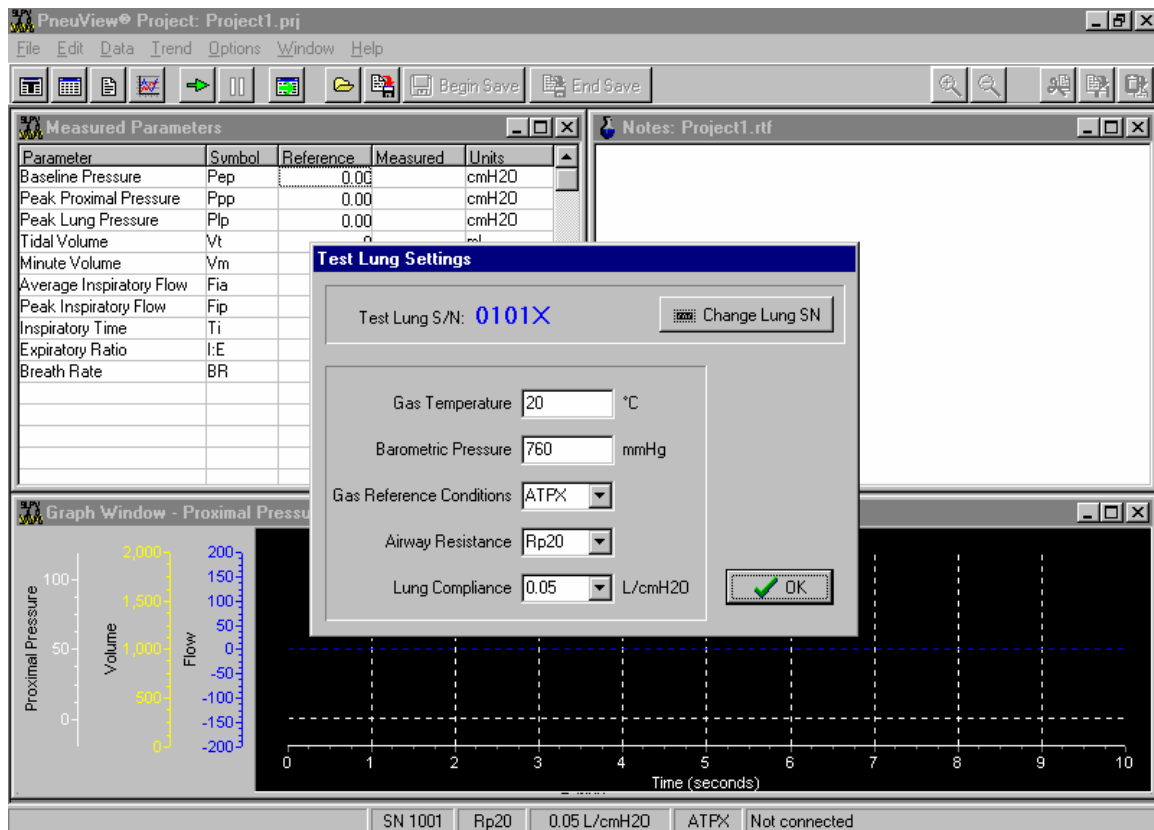 PneuView® Project: Project1.prj
File Edit Data Trend Options Window Help
Begin Save End Save
Measured Parameters
Parameter Symbol Reference Measured Units
Baseline Pressure Pep 0.00 cmH2O
Peak Proximal Pressure Ppp 0.00 cmH2O
Peak Lung Pressure Plp 0.00 cmH2O
Tidal Volume Vt 0 ml
Minute Volume Vm
Average Inspiratory Flow Fia
Peak Inspiratory Flow Fip
Inspiratory Time Ti
Expiratory Ratio I:E
Breath Rate BR
Notes: Project1.rtf
Test Lung Settings
Test Lung S/N: 0101X
Change Lung SN
Gas Temperature 20 °C
Barometric Pressure 760 mmHg
Gas Reference Conditions ATPX
Airway Resistance Rp20
Lung Compliance 0.05 L/cmH2O
OK
Graph Window - Proximal Pressu
Proximal Pressure
100
50
0
Volume
2,000
1,500
1,000
500
0
Flow
200
150
100
50
0
-50
-100
-150
-200
0 1 2 3 4 5 6 7 8 9 10
Time (seconds)
SN 1001 Rp20 0.05 L/cmH2O ATPX Not connected